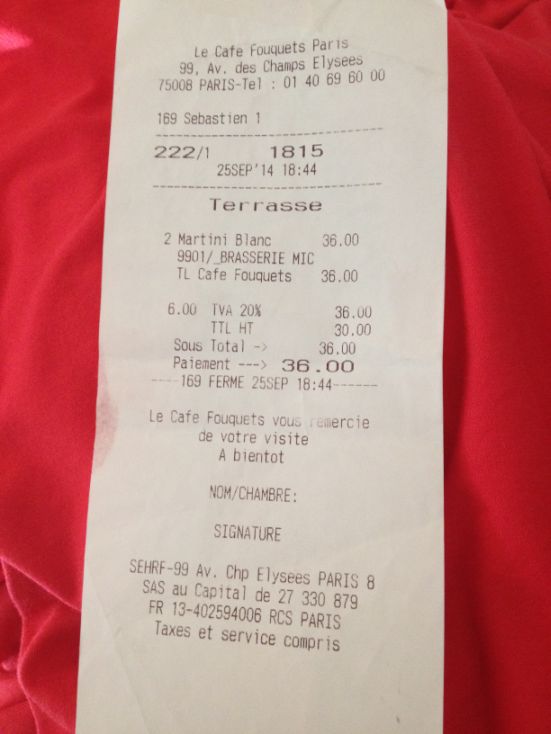 Le Cafe Fouquets Paris
99, Av. des Champs Elysees
75008 PARIS-Tel : 01 40 69 60 00
169 Sebastien 1
222/1 1815
25SEP'14 18:44
Terrasse
2 Martini Blanc 36.00
9901/_BRASSERIE MIC
TL Cafe Fouquets 36.00
6.00 TVA 20% 36.00
TTL HT 30.00
Sous Total -> 36.00
Paiement ---> 36.00
----169 FERME 25SEP 18:44------
Le Cafe Fouquets vous remercie
de votre visite
A bientot
NOM/CHAMBRE:
SIGNATURE
SEHRF-99 Av. Chp Elysees PARIS 8
SAS au Capital de 27 330 879
FR 13-402594006 RCS PARIS
Taxes et service compris